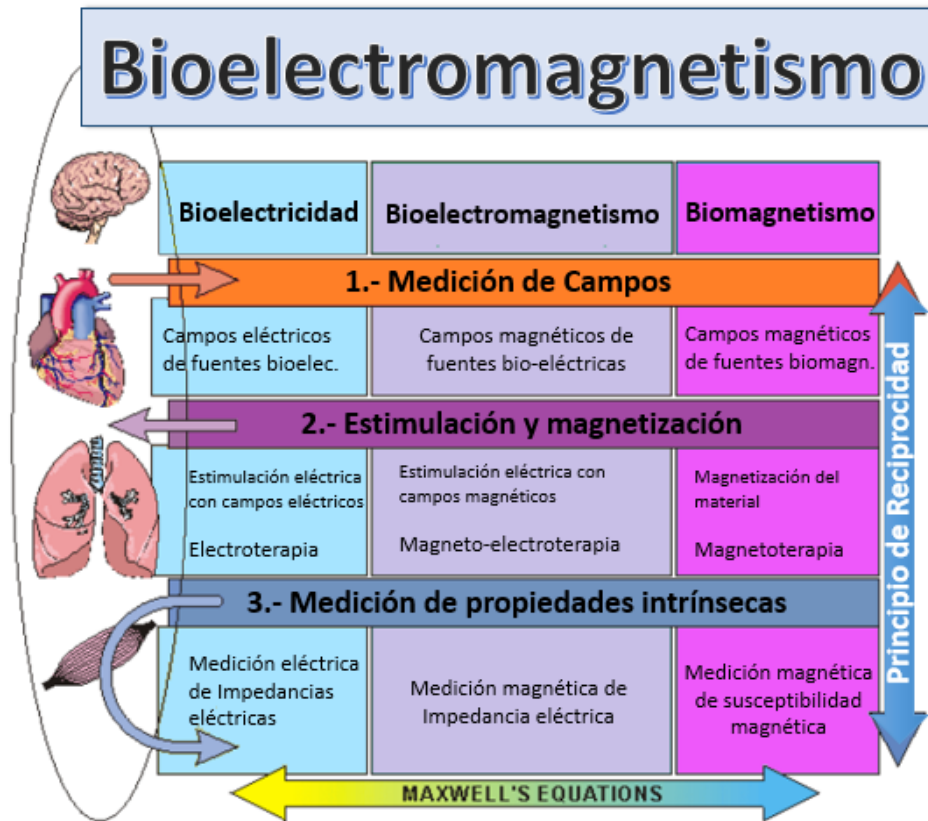 Bioelectromagnetismo
Bioelectricidad
Bioelectromagnetismo
Biomagnetismo
1.- Medición de Campos
Campos eléctricos
de fuentes bioelec.
Campos magnéticos de
fuentes bio-eléctricas
Campos magnéticos
de fuentes biomagn.
2.- Estimulación y magnetización
Estimulación eléctrica
con campos eléctricos
Electroterapia
Estimulación eléctrica con
campos magnéticos
Magneto-electroterapia
Magnetización del
material
Magnetoterapia
3.- Medición de propiedades intrínsecas
Medición eléctrica
de Impedancias
eléctricas
Medición magnética de
Impedancia eléctrica
Medición magnética
de susceptibilidad
magnética
Principio de Reciprocidad
MAXWELL'S EQUATIONS